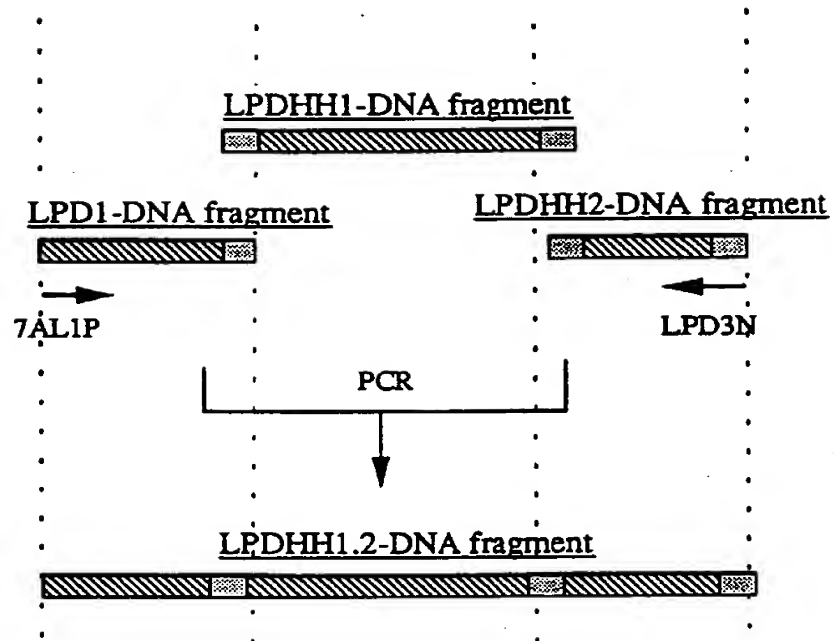 LPDHH1-DNA fragment
LPD1-DNA fragment
LPDHH2-DNA fragment
7AL1P
LPD3N
PCR
LPDHH1.2-DNA fragment